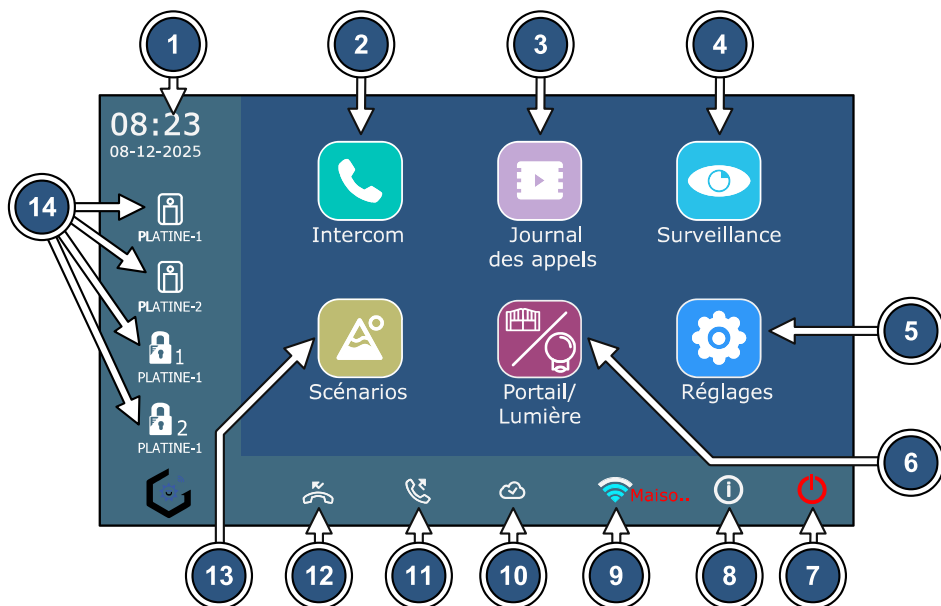 1
2
3
4
08:23
08-12-2025
14
PLATINE-1
PLATINE-2
1
PLATINE-1
2
PLATINE-1
Intercom
Journal
des appels
Surveillance
5
Scénarios
Portail/
Lumière
Réglages
6
Maiso..
13
12
11
10
9
8
7